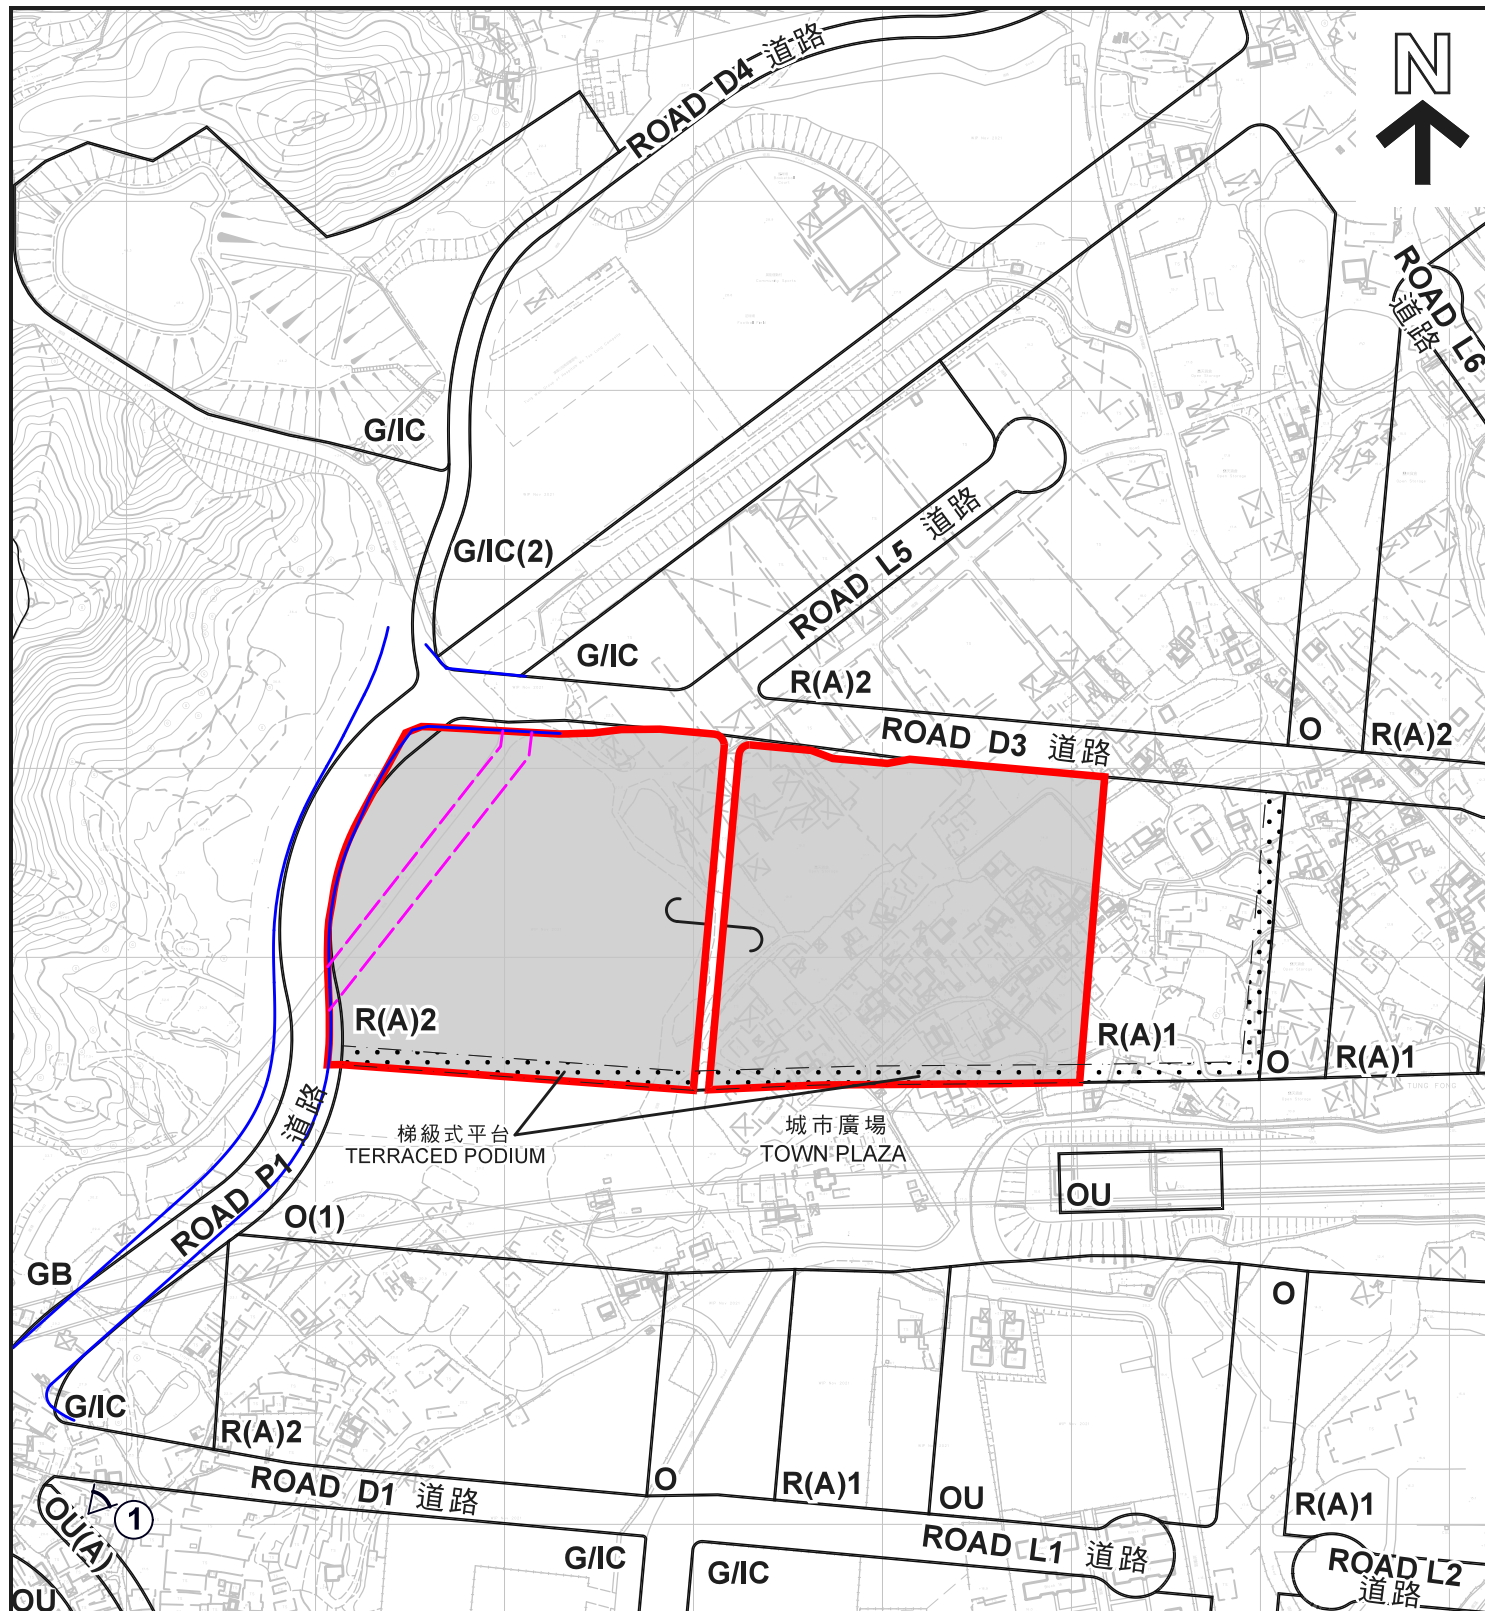 ROAD D4 道路
N
ROAD L6
道路
G/IC
G/IC(2)
ROAD L5 道路
G/IC
R(A)2
ROAD D3 道路
O
R(A)2
R(A)2
R(A)1
O
R(A)1
TUNG FONG
梯級式平台
TERRACED PODIUM
城市廣場
TOWN PLAZA
OU
ROAD P1 道路
O(1)
GB
O
G/IC
R(A)2
ROAD D1 道路
O
R(A)1
OU
R(A)1
1
OU(A)
OU
G/IC
G/IC
ROAD L1 道路
ROAD L2
道路